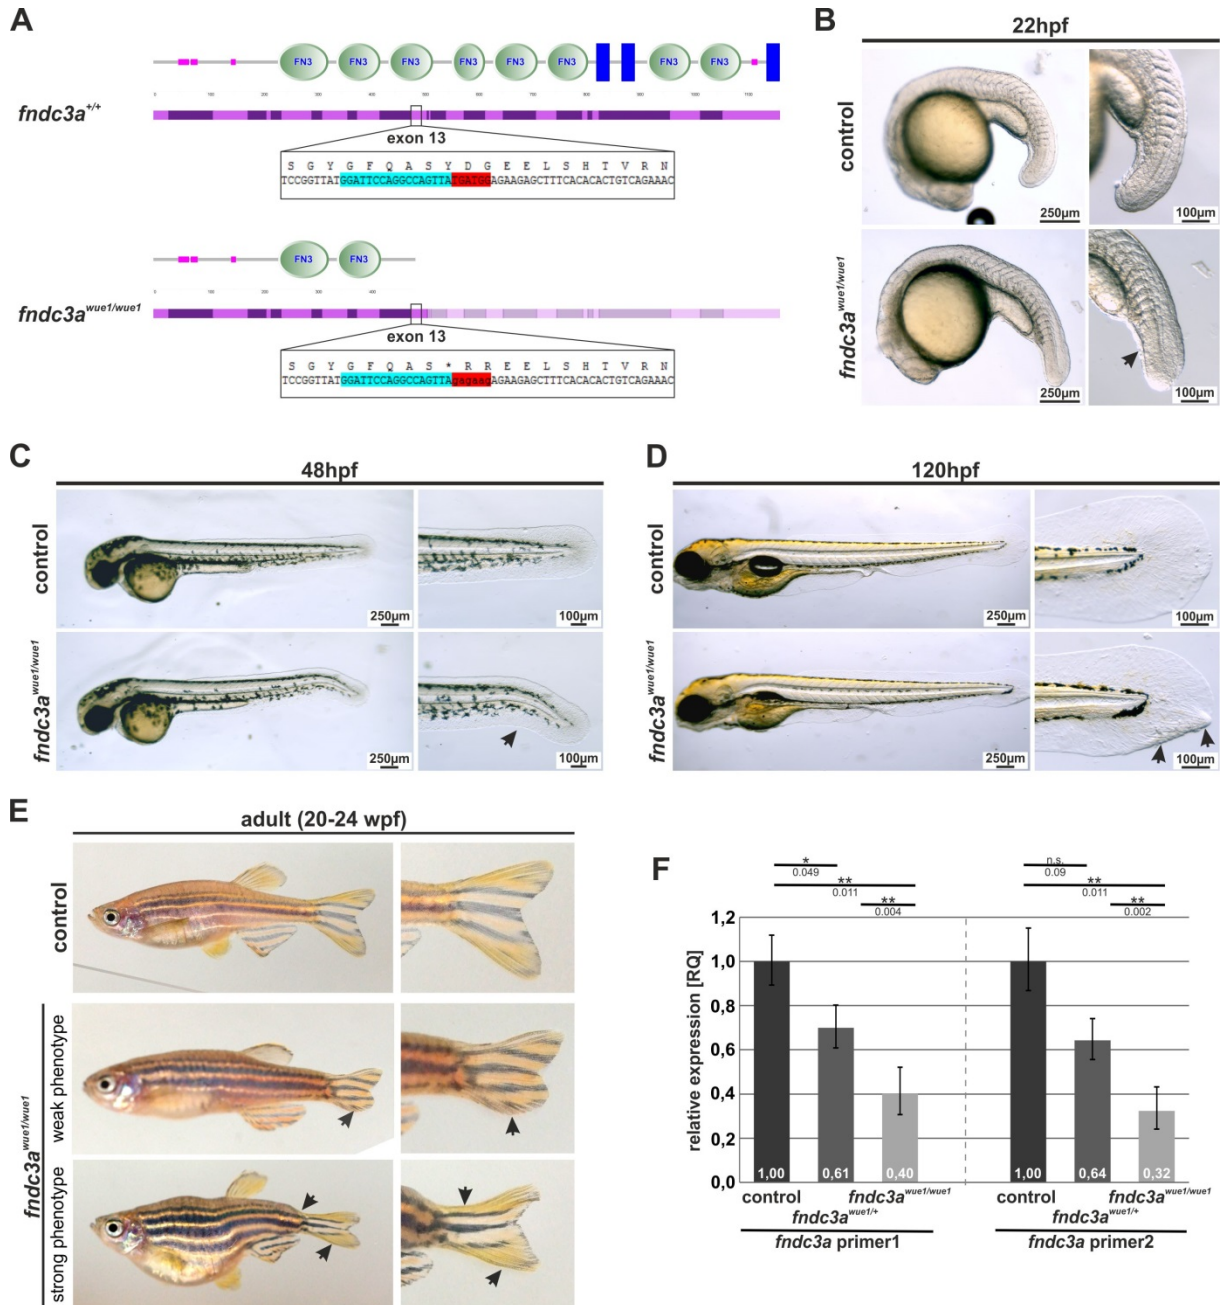 A
FN3 FN3 FN3 FN3 FN3 FN3 FN3 FN3
fndc3a+/+
exon 13
S G Y G F Q A S Y D G E E L S H T V R N
TCCGGTTATGGATTCCAGGCCAGTTATGATGGAGAAGAGCTTTCACACACTGTCAGAAAC
FN3 FN3
fndc3awue1/wue1
exon 13
S G Y G F Q A S * R R E E L S H T V R N
TCCGGTTATGGATTCCAGGCCAGTTAgagaagAGAAGAGCTTTCACACACTGTCAGAAAC
B
22hpf
control
250µm
100µm
fndc3awue1/wue1
250µm
100µm
C
48hpf
control
250µm
100µm
fndc3awue1/wue1
250µm
100µm
D
120hpf
control
250µm
100µm
fndc3awue1/wue1
250µm
100µm
E
adult (20-24 wpf)
control
fndc3awue1/wue1
weak phenotype
strong phenotype
F
* n.s.
0.049 0.09
** **
0.011 0.011
** **
0.004 0.002
relative expression [RQ]
1,2
1,0
0,8
0,6
0,4
0,2
0,0
1,00 0,61 0,40 1,00 0,64 0,32
control fndc3awue1/wue1 control fndc3awue1/wue1
fndc3awue1/+ fndc3awue1/+
fndc3a primer1 fndc3a primer2